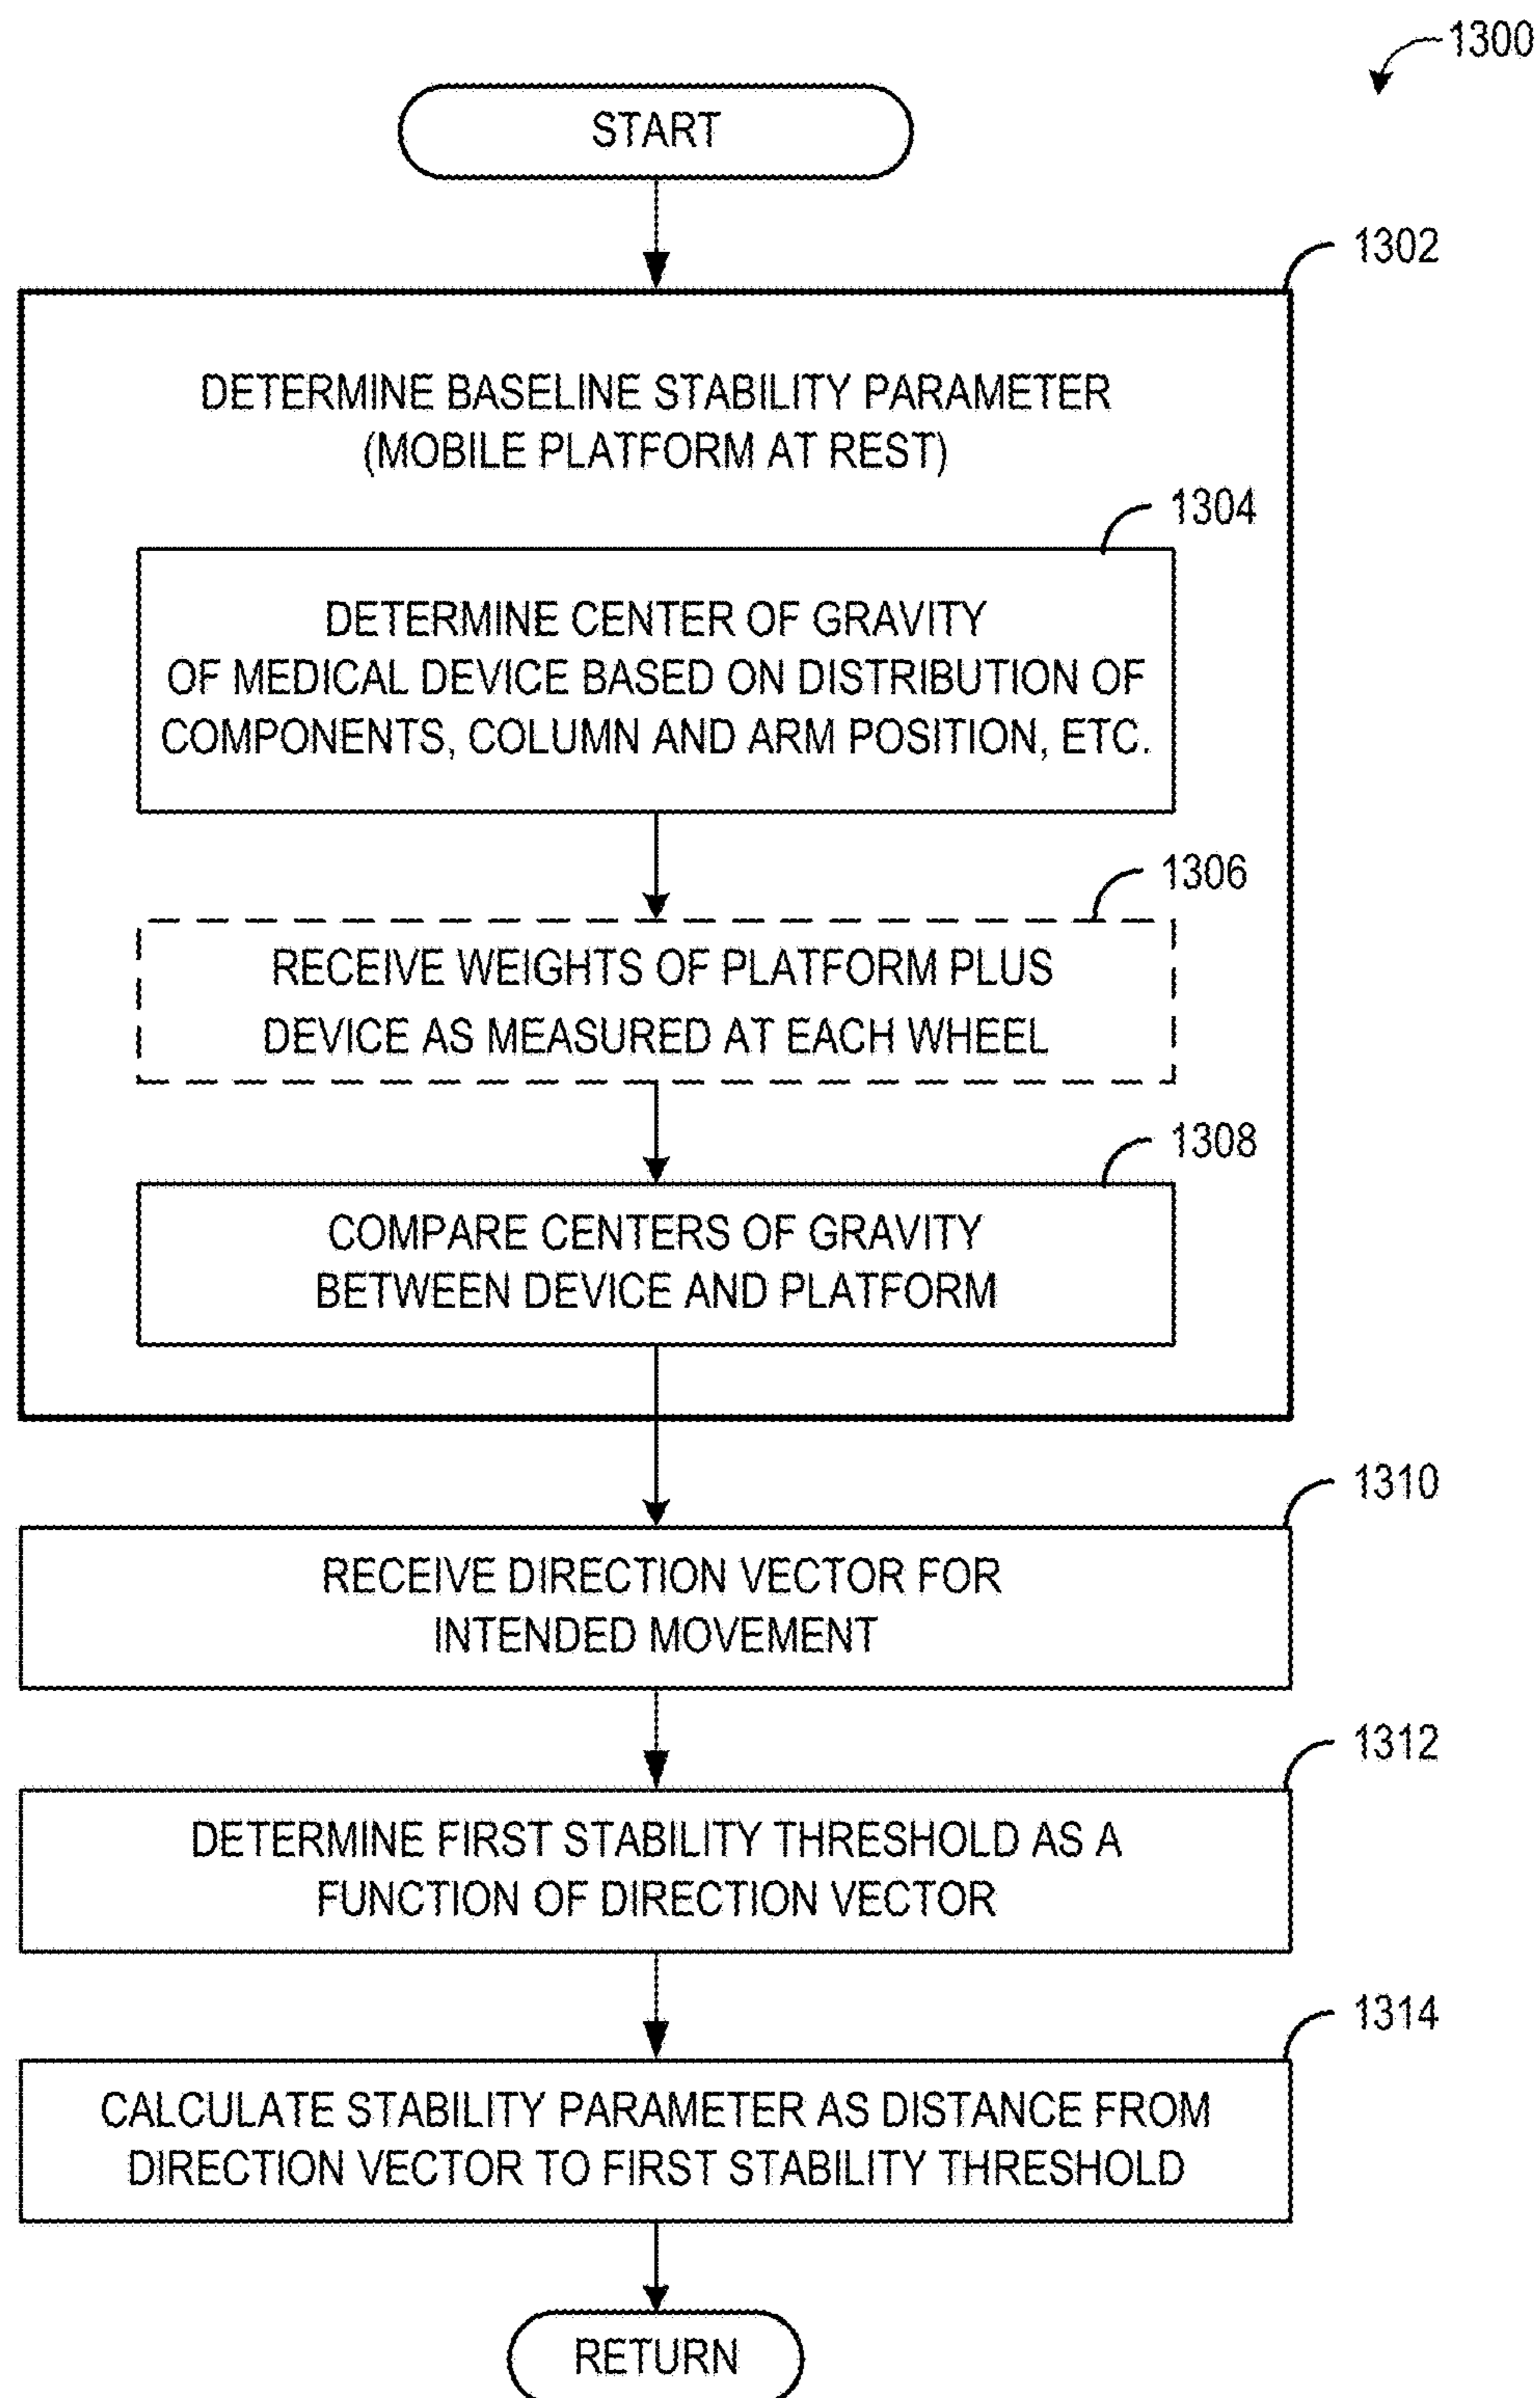 1300
START
1302
DETERMINE BASELINE STABILITY PARAMETER
(MOBILE PLATFORM AT REST)
1304
DETERMINE CENTER OF GRAVITY
OF MEDICAL DEVICE BASED ON DISTRIBUTION OF
COMPONENTS, COLUMN AND ARM POSITION, ETC.
1306
RECEIVE WEIGHTS OF PLATFORM PLUS
DEVICE AS MEASURED AT EACH WHEEL
1308
COMPARE CENTERS OF GRAVITY
BETWEEN DEVICE AND PLATFORM
1310
RECEIVE DIRECTION VECTOR FOR
INTENDED MOVEMENT
1312
DETERMINE FIRST STABILITY THRESHOLD AS A
FUNCTION OF DIRECTION VECTOR
1314
CALCULATE STABILITY PARAMETER AS DISTANCE FROM
DIRECTION VECTOR TO FIRST STABILITY THRESHOLD
RETURN